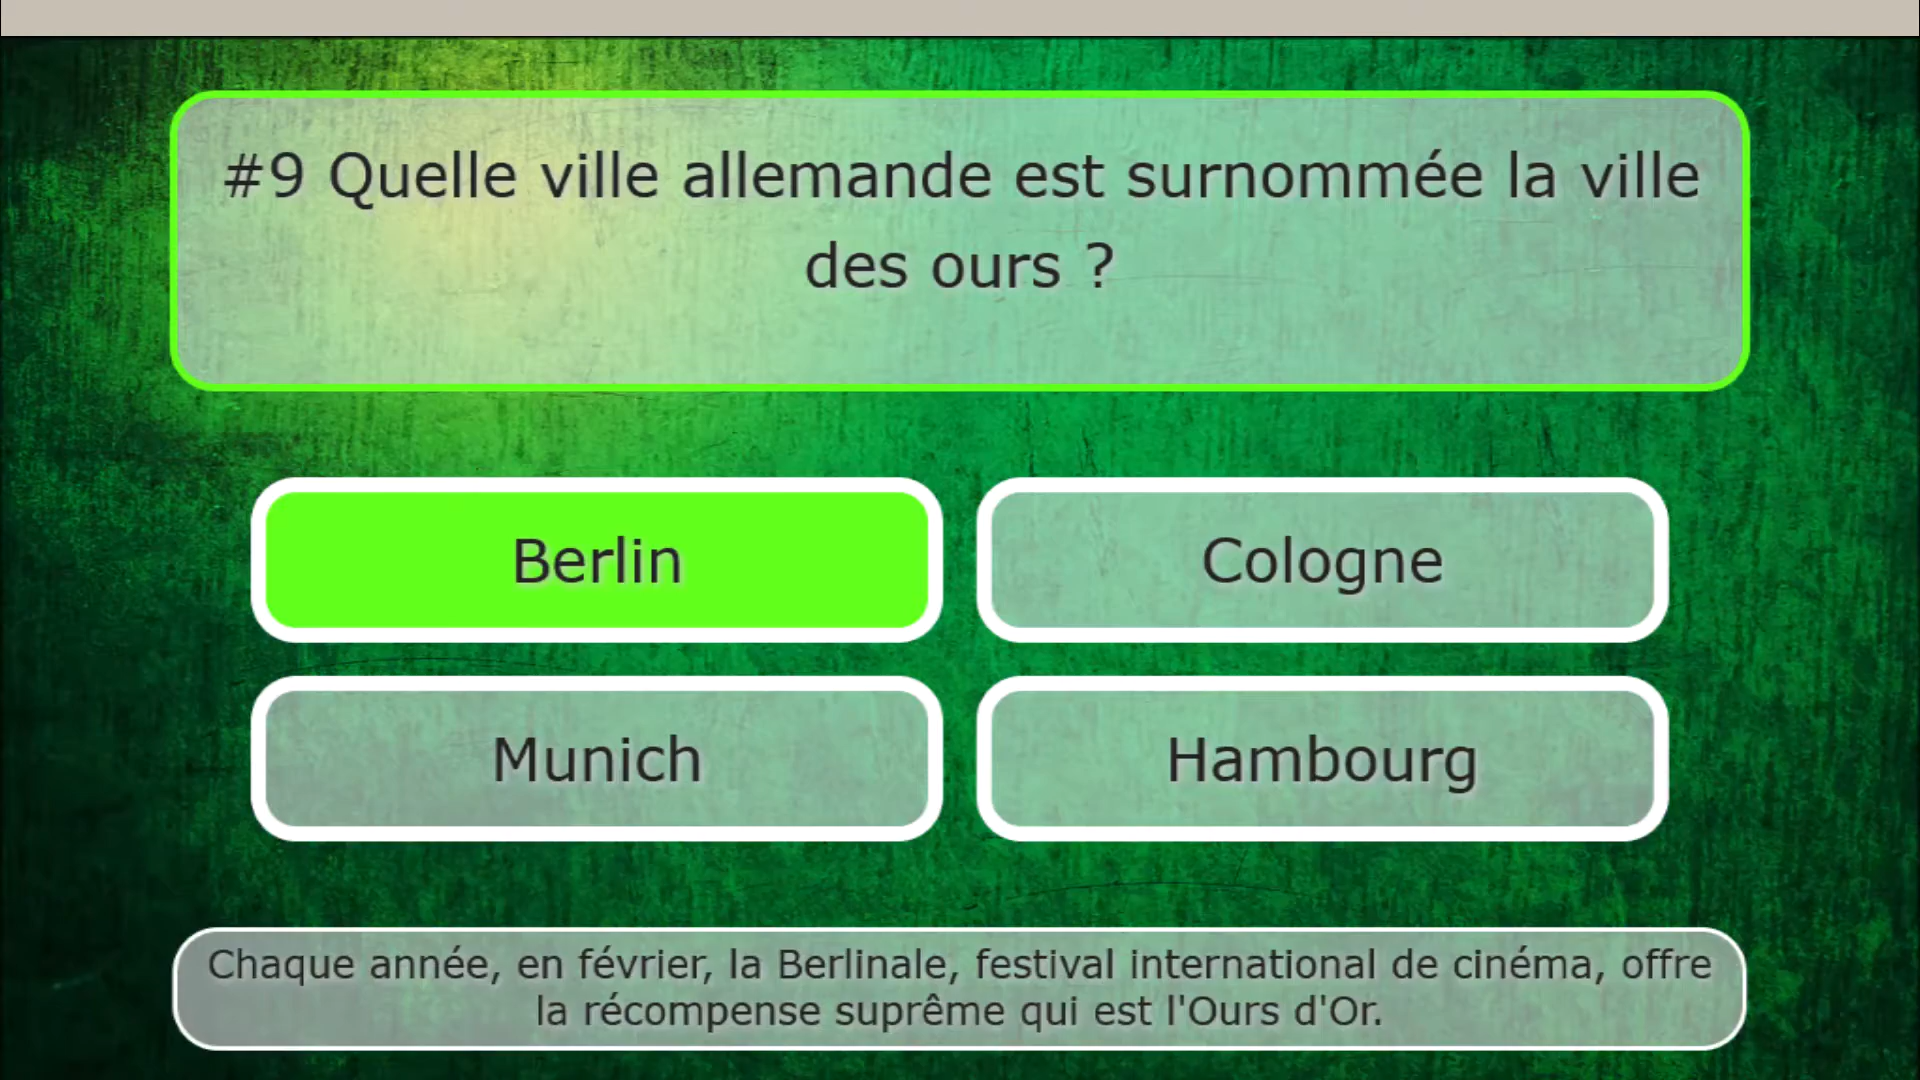 #9 Quelle ville allemande est surnommée la ville
des ours ?
Berlin
Cologne
Munich
Hambourg
Chaque année, en février, la Berlinale, festival international de cinéma, offre
la récompense suprême qui est l'Ours d'Or.